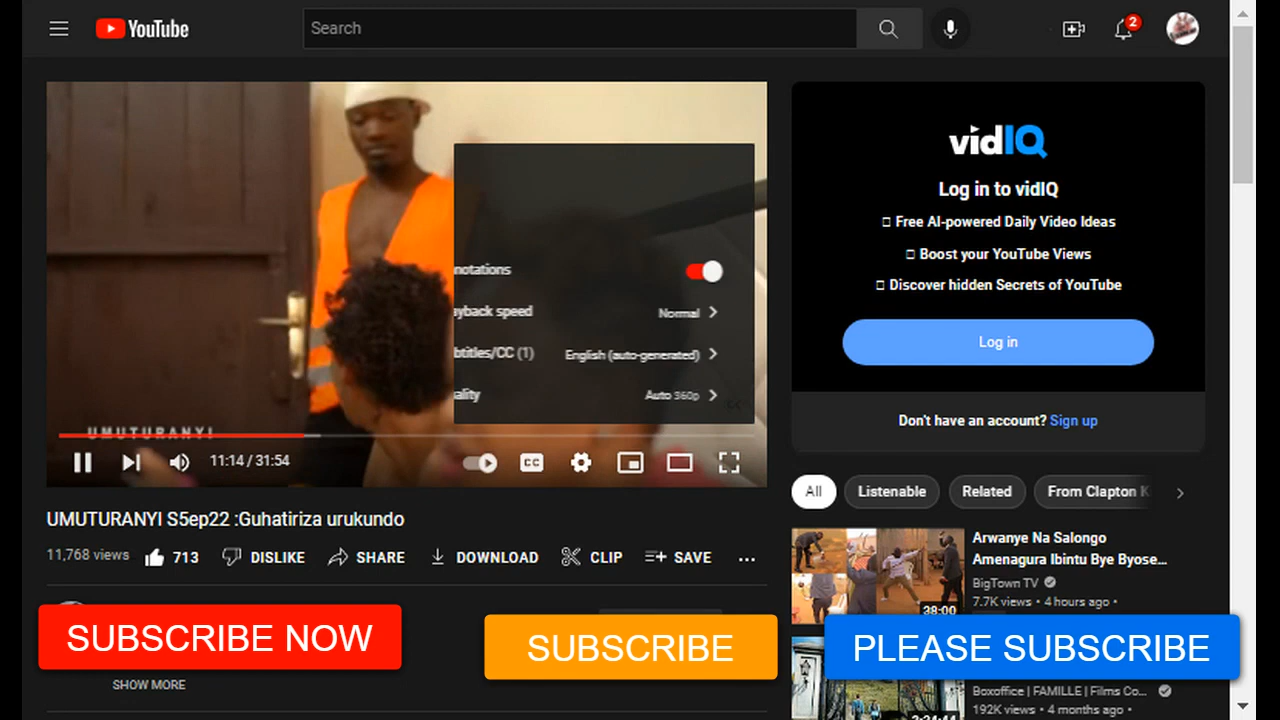 YouTube
Search
2
vidIQ
Log in to vidIQ
Free AI-powered Daily Video Ideas
Boost your YouTube Views
Discover hidden Secrets of YouTube
Log in
Don't have an account? Sign up
notations
yback speed Normal
btitles/CC (1) English (auto-generated)
ality Auto 360p
UMUTURANYI
11:14 / 31:54
CC
UMUTURANYI S5ep22 :Guhatiriza urukundo
11,768 views 713 DISLIKE SHARE DOWNLOAD CLIP SAVE
All Listenable Related From Clapton K
Arwanye Na Salongo
Amenagura Ibintu Bye Byose...
BigTown TV
7.7K views • 4 hours ago •
38:00
SUBSCRIBE NOW
SUBSCRIBE
PLEASE SUBSCRIBE
SHOW MORE
Boxoffice | FAMILLE | Films Co...
192K views • 4 months ago •